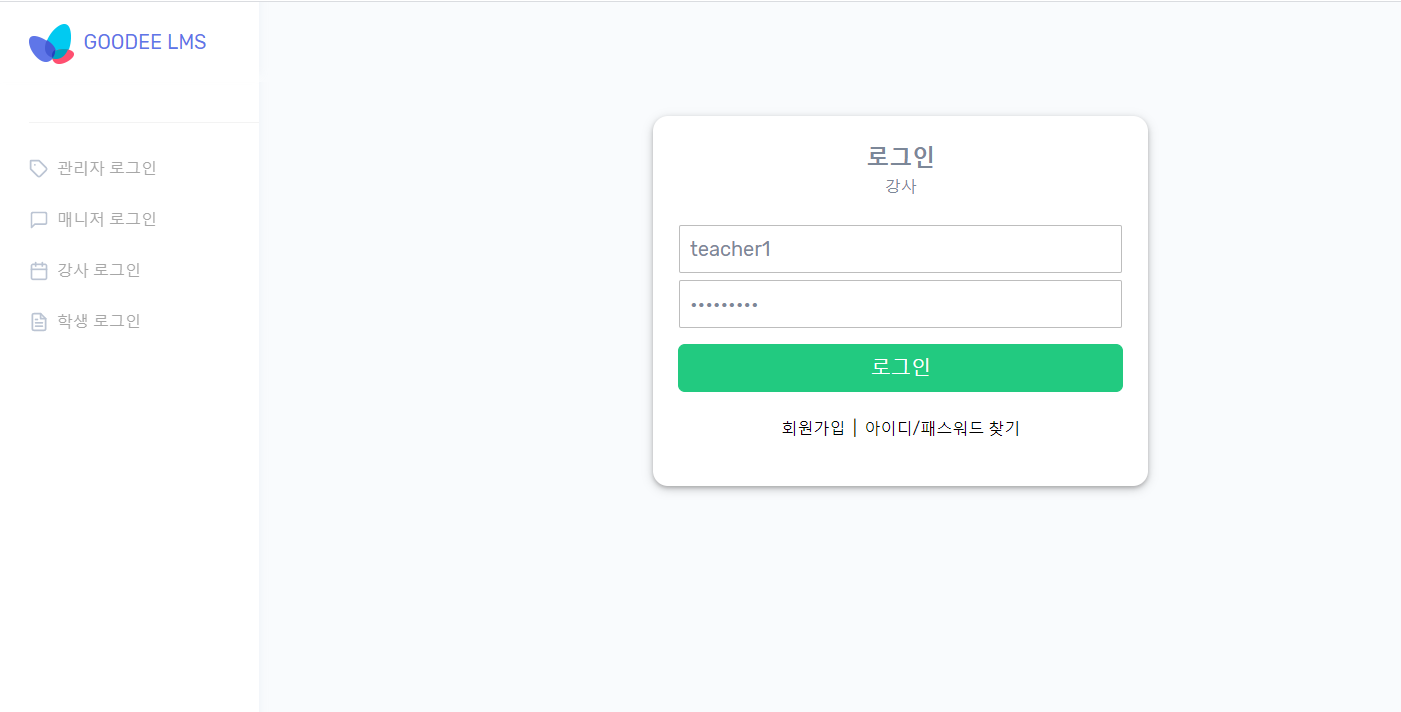 GOODEE LMS
관리자 로그인
매니저 로그인
강사 로그인
학생 로그인
로그인
강사
teacher1
•••••••••
로그인
회원가입 | 아이디/패스워드 찾기